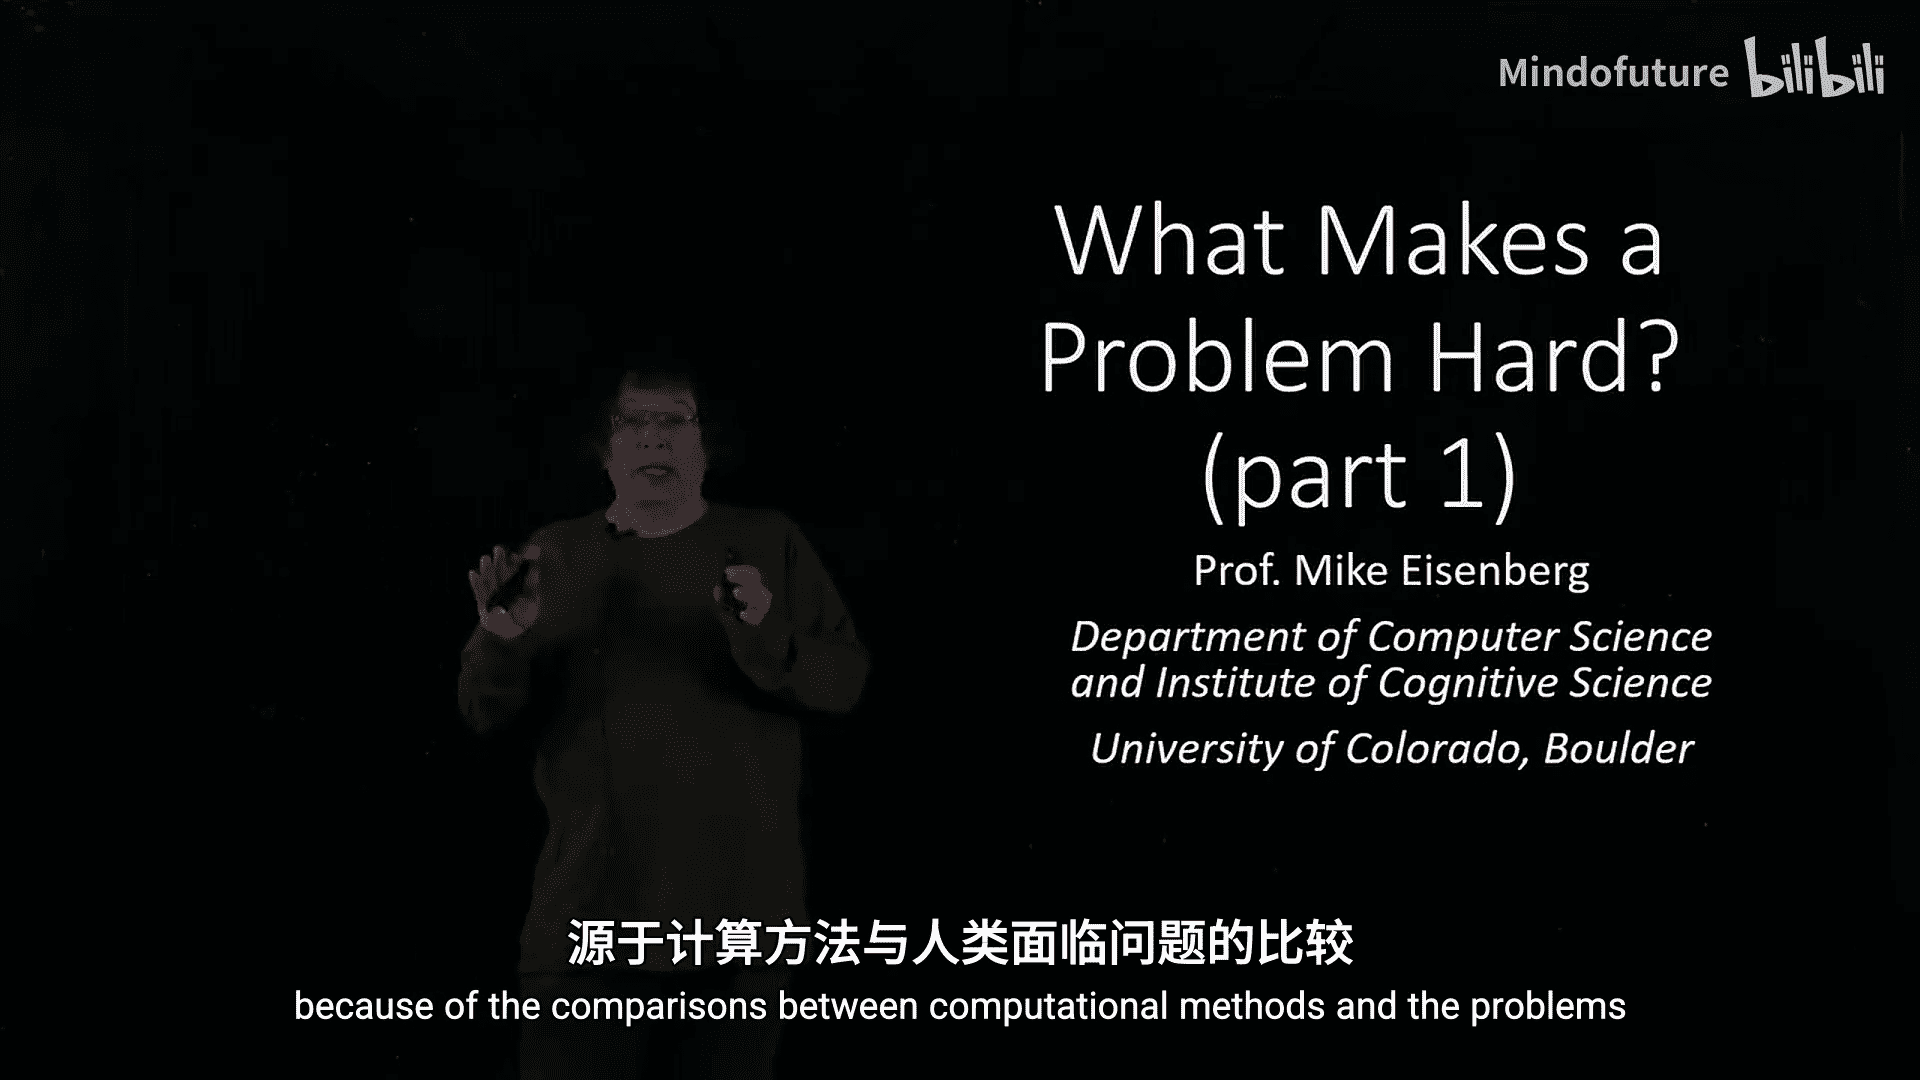 Mindofuture bilibili
What Makes a
Problem Hard?
(part 1)
Prof. Mike Eisenberg
Department of Computer Science
and Institute of Cognitive Science
University of Colorado, Boulder
源于计算方法与人类面临问题的比较
because of the comparisons between computational methods and the problems